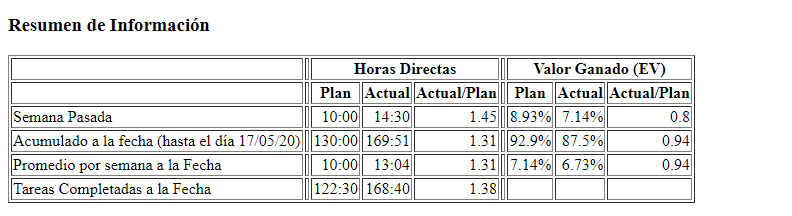 Resumen de Información
Horas Directas Valor Ganado (EV)
Plan Actual Actual/Plan Plan Actual Actual/Plan
Semana Pasada 10:00 14:30 1.45 8.93% 7.14% 0.8
Acumulado a la fecha (hasta el día 17/05/20) 130:00 169:51 1.31 92.9% 87.5% 0.94
Promedio por semana a la Fecha 10:00 13:04 1.31 7.14% 6.73% 0.94
Tareas Completadas a la Fecha 122:30 168:40 1.38